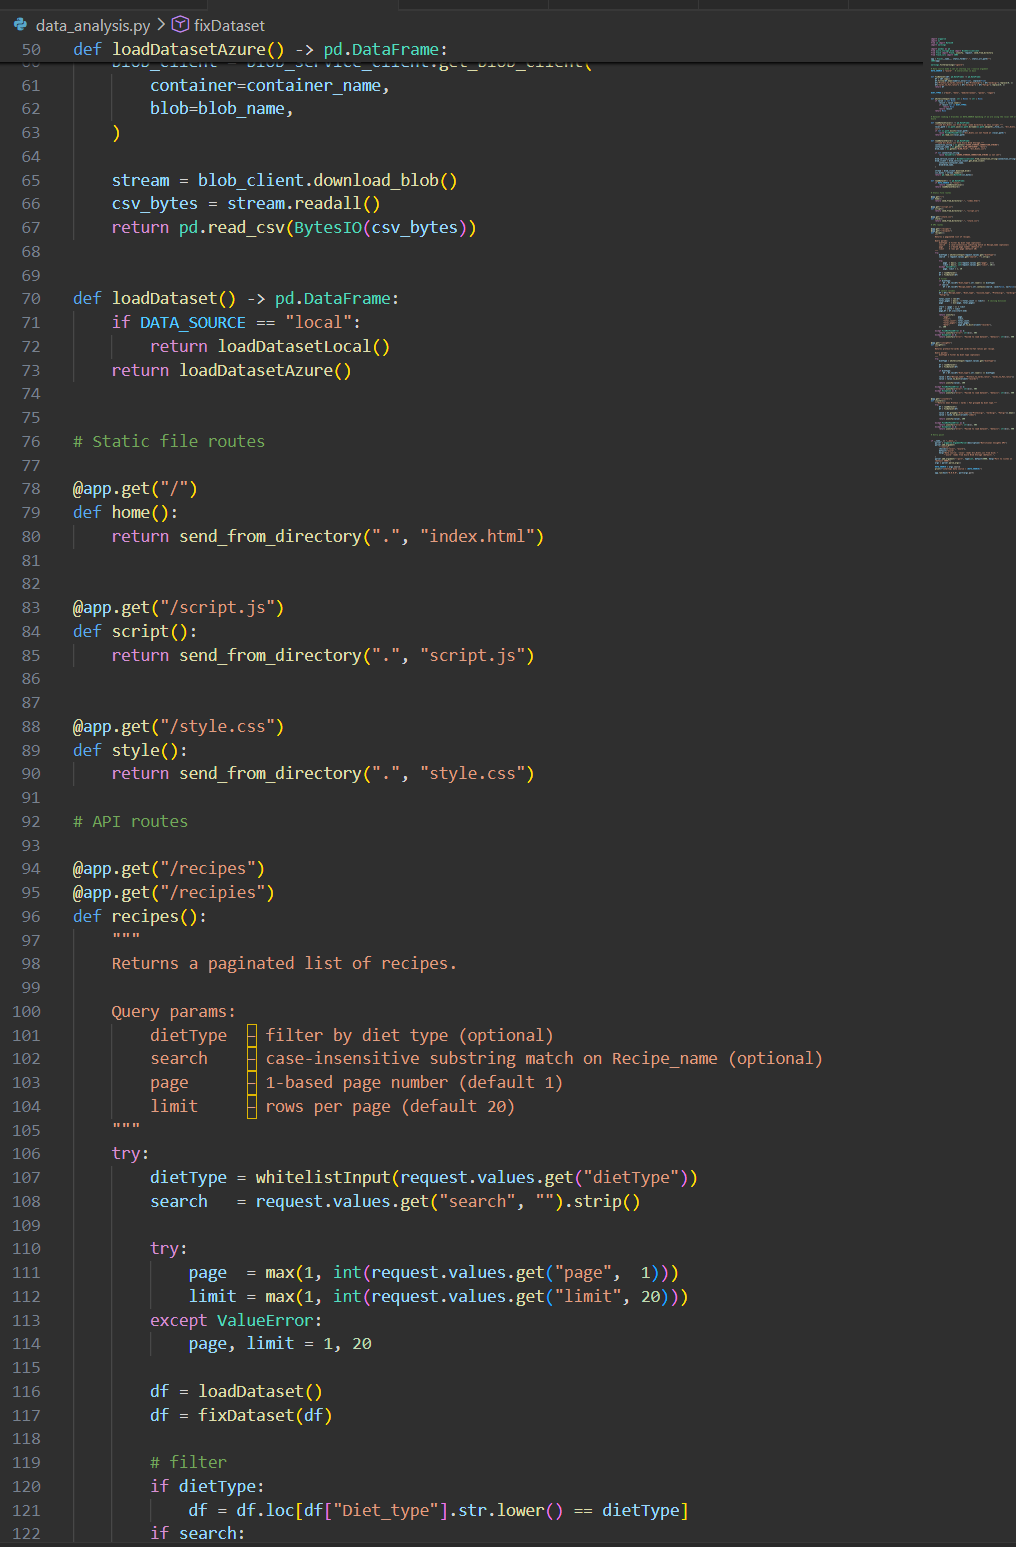 data_analysis.py > fixDataset
50 def loadDatasetAzure() -> pd.DataFrame:
blob_client = blob_service_client.get_blob_client(
61 container=container_name,
62 blob=blob_name,
63 )
64
65 stream = blob_client.download_blob()
66 csv_bytes = stream.readall()
67 return pd.read_csv(BytesIO(csv_bytes))
68
69
70 def loadDataset() -> pd.DataFrame:
71 if DATA_SOURCE == "local":
72 return loadDatasetLocal()
73 return loadDatasetAzure()
74
75
76 # Static file routes
77
78 @app.get("/")
79 def home():
80 return send_from_directory(".", "index.html")
81
82
83 @app.get("/script.js")
84 def script():
85 return send_from_directory(".", "script.js")
86
87
88 @app.get("/style.css")
89 def style():
90 return send_from_directory(".", "style.css")
91
92 # API routes
93
94 @app.get("/recipes")
95 @app.get("/recipies")
96 def recipes():
97 """
98 Returns a paginated list of recipes.
99
100 Query params:
101 dietType – filter by diet type (optional)
102 search – case-insensitive substring match on Recipe_name (optional)
103 page – 1-based page number (default 1)
104 limit – rows per page (default 20)
105 """
106 try:
107 dietType = whitelistInput(request.values.get("dietType"))
108 search = request.values.get("search", "").strip()
109
110 try:
111 page = max(1, int(request.values.get("page", 1)))
112 limit = max(1, int(request.values.get("limit", 20)))
113 except ValueError:
114 page, limit = 1, 20
115
116 df = loadDataset()
117 df = fixDataset(df)
118
119 # filter
120 if dietType:
121 df = df.loc[df["Diet_type"].str.lower() == dietType]
122 if search: